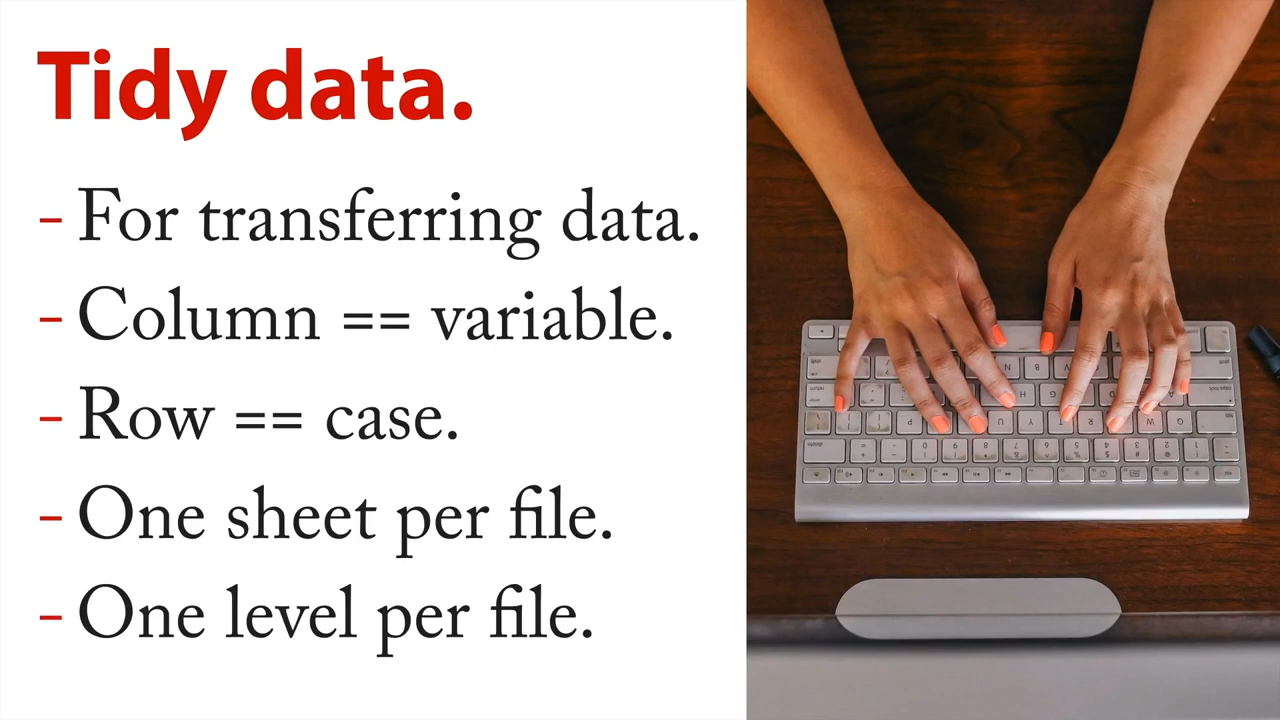 Tidy data.
– For transferring data.
– Column == variable.
– Row == case.
– One sheet per file.
– One level per file.